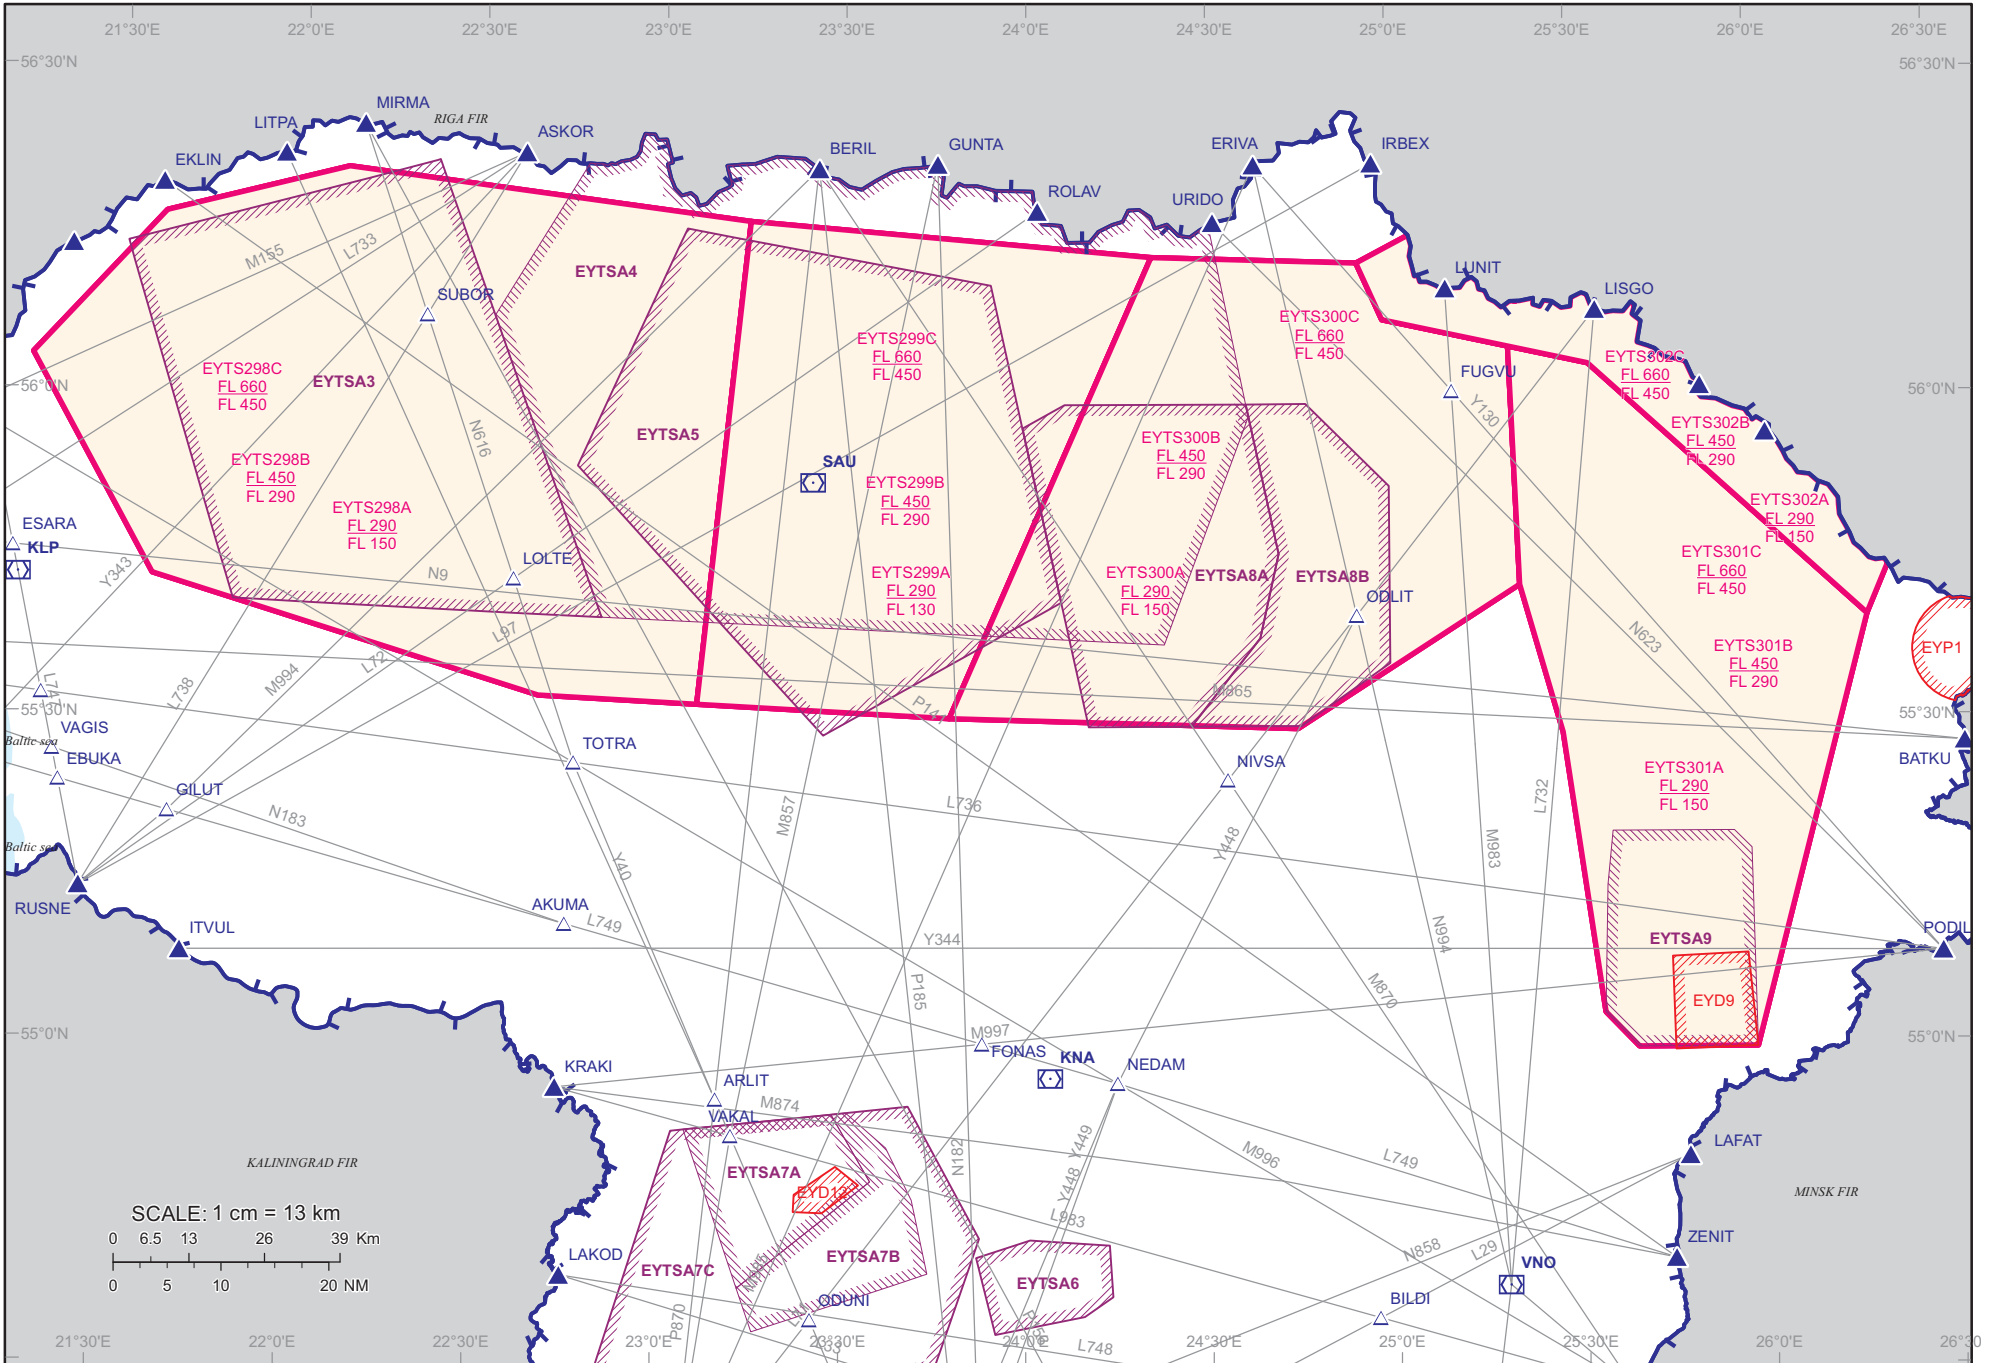 21°30'E 22°0'E 22°30'E 23°0'E 23°30'E 24°0'E 24°30'E 25°0'E 25°30'E 26°0'E 26°30'E
56°30'N
56°30'N
MIRMA
LITPA
RIGA FIR
ASKOR
EKLIN
BERIL
GUNTA
ERIVA
IRBEX
ROLAV
URIDO
M155
L733
EYTSA4
SUBOR
LUNIT
LISGO
EYTS300C
FL 660
FL 450
EYTS299C
FL 660
FL 450
EYTS298C
FL 660
FL 450
EYTSA3
56°0'N
56°0'N
FUGVU
EYTS302C
FL 660
FL 450
Y130
N616
EYTSA5
EYTS302B
FL 450
FL 290
EYTS300B
FL 450
FL 290
EYTS298B
FL 450
FL 290
SAU
EYTS299B
FL 450
FL 290
EYTS298A
FL 290
FL 150
EYTS302A
FL 290
FL 150
ESARA
KLP
Y343
N9
LOLTE
EYTS301C
FL 660
FL 450
EYTS299A
FL 290
FL 130
EYTS300A
FL 290
FL 150
EYTSA8A
EYTSA8B
ODLIT
L97
L72
N623
EYP1
EYTS301B
FL 450
FL 290
L738
M994
M865
55°30'N
55°30'N
VAGIS
Baltic sea
EBUKA
TOTRA
NIVSA
BATKU
EYTS301A
FL 290
FL 150
GILUT
N183
M857
L736
L732
Y448
M983
Baltic sea
Y40
RUSNE
AKUMA
L749
ITVUL
Y344
N994
EYTSA9
PODIL
P185
M870
EYD9
55°0'N
55°0'N
M997
FONAS
KNA
NEDAM
KRAKI
ARLIT
M874
VAKAL
Y449
N182
M996
L749
LAFAT
KALININGRAD FIR
EYTSA7A
Y448
MINSK FIR
SCALE: 1 cm = 13 km
0 6.5 13 26 39 Km
0 5 10 20 NM
L983
ZENIT
N858
L29
VNO
LAKOD
EYTSA7C
EYTSA7B
EYTSA6
ODUNI
BILDI
P870
L748
21°30'E 22°0'E 22°30'E 23°0'E 23°30'E 24°0'E 24°30'E 25°0'E 25°30'E 26°0'E 26°30